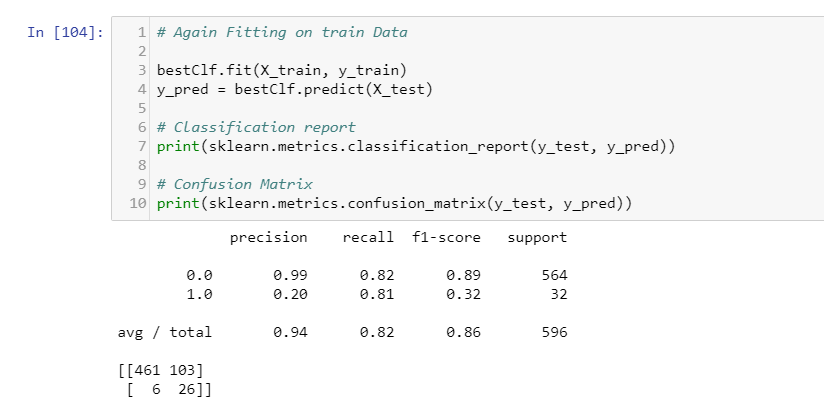 In [104]:
1 # Again Fitting on train Data
2
3 bestClf.fit(X_train, y_train)
4 y_pred = bestClf.predict(X_test)
5
6 # Classification report
7 print(sklearn.metrics.classification_report(y_test, y_pred))
8
9 # Confusion Matrix
10 print(sklearn.metrics.confusion_matrix(y_test, y_pred))
precision recall f1-score support
0.0 0.99 0.82 0.89 564
1.0 0.20 0.81 0.32 32
avg / total 0.94 0.82 0.86 596
[[461 103]
[ 6 26]]